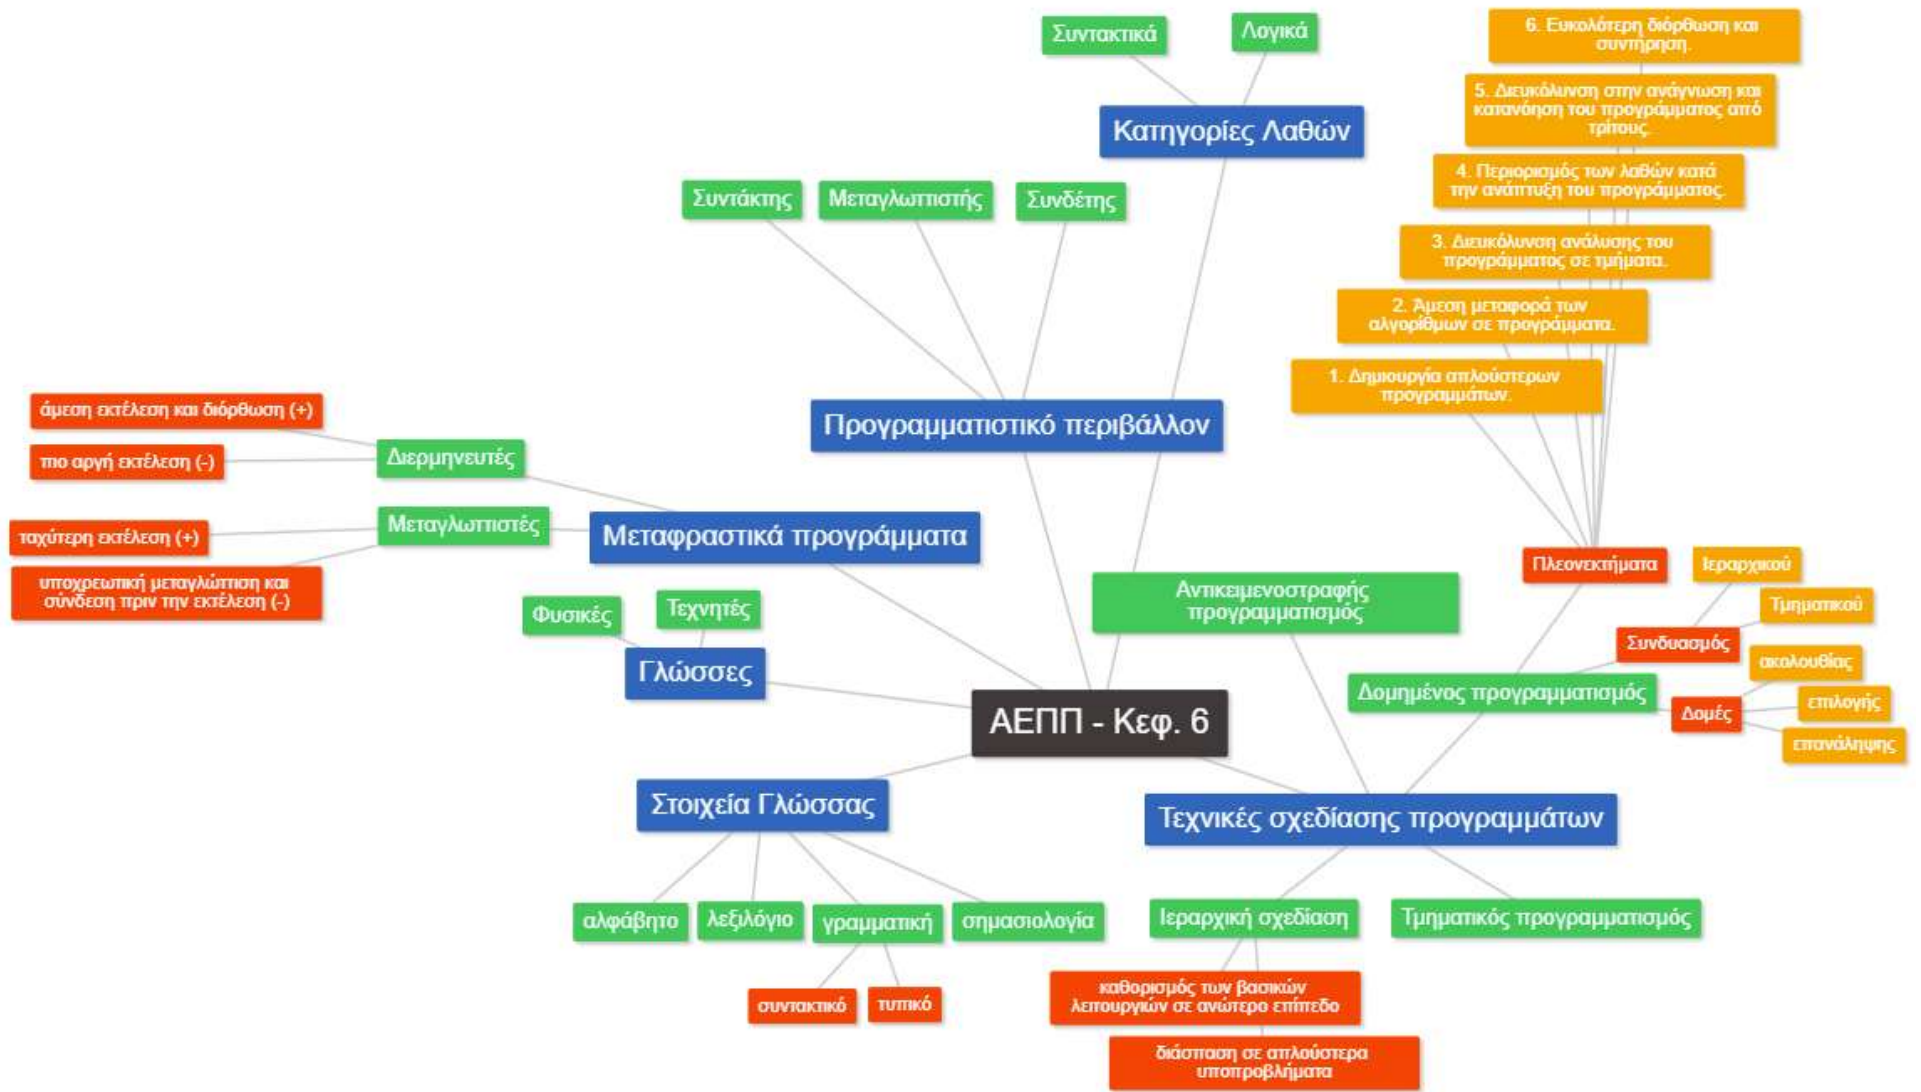 Συντακτικά
Λογικά
Κατηγορίες Λαθών
6. Ευκολότερη διόρθωση και
συντήρηση.
5. Διευκόλυνση στην ανάγνωση και
κατανόηση του προγράμματος από
τρίτους.
4. Περιορισμός των λαθών κατά
την ανάπτυξη του προγράμματος.
3. Διευκόλυνση ανάλυσης του
προγράμματος σε τμήματα.
2. Άμεση μεταφορά των
αλγορίθμων σε προγράμματα.
1. Δημιουργία απλούστερων
προγραμμάτων.
Συντάκτης
Μεταγλωττιστής
Συνδέτης
Προγραμματιστικό περιβάλλον
άμεση εκτέλεση και διόρθωση (+)
πιο αργή εκτέλεση (-)
Διερμηνευτές
ταχύτερη εκτέλεση (+)
Μεταγλωττιστές
υποχρεωτική μεταγλώττιση και
σύνδεση πριν την εκτέλεση (-)
Μεταφραστικά προγράμματα
Φυσικές
Τεχνητές
Γλώσσες
Αντικειμενοστραφής
προγραμματισμός
Πλεονεκτήματα
Ιεραρχικού
Τμηματικού
Συνδυασμός
ακολουθίας
Δομημένος προγραμματισμός
Δομές
επιλογής
επανάληψης
ΑΕΠΠ - Κεφ. 6
Στοιχεία Γλώσσας
Τεχνικές σχεδίασης προγραμμάτων
αλφάβητο
λεξιλόγιο
γραμματική
σημασιολογία
Ιεραρχική σχεδίαση
Τμηματικός προγραμματισμός
συντακτικό
τυπικό
καθορισμός των βασικών
λειτουργιών σε ανώτερο επίπεδο
διάσπαση σε απλούστερα
υποπροβλήματα